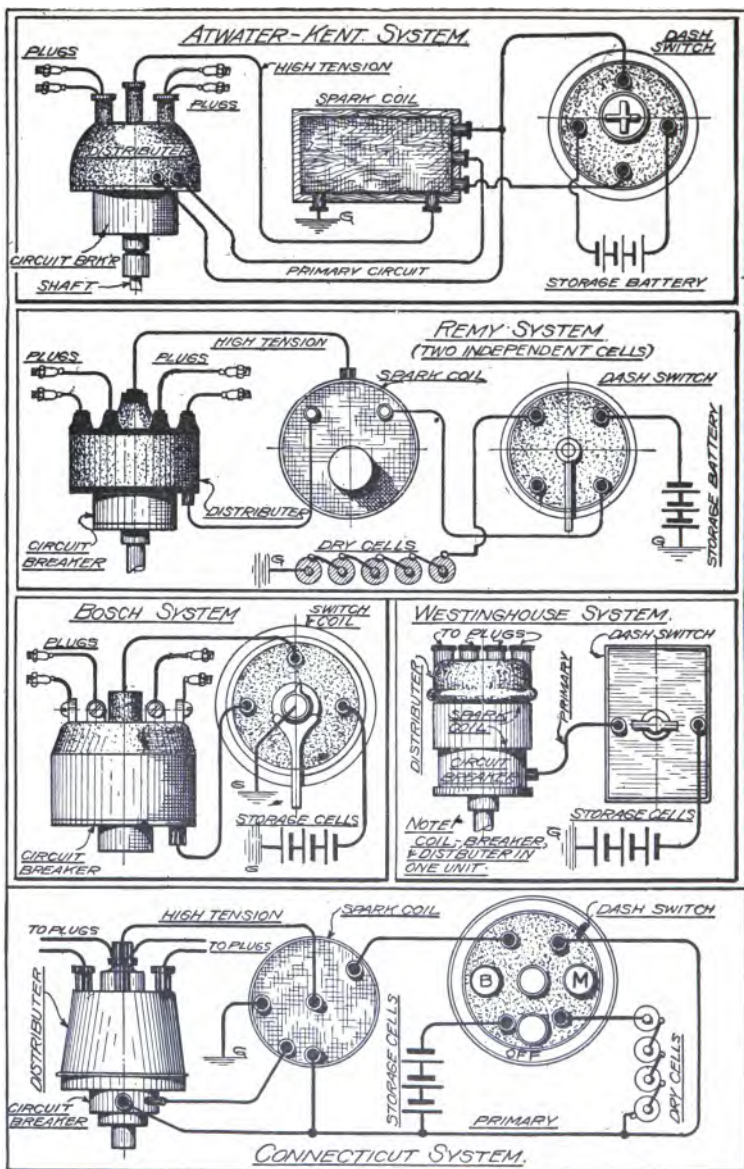 ATWATER-KENT SYSTEM.
DASH
SWITCH
PLUGS
HIGH TENSION
PLUGS
SPARK COIL
DISTRIBUTER
G
CIRCUIT BRK'R
PRIMARY CIRCUIT
SHAFT
STORAGE BATTERY
REMY SYSTEM
(TWO INDEPENDENT CELLS)
HIGH TENSION
PLUGS
PLUGS
SPARK COIL
DASH SWITCH
DISTRIBUTER
CIRCUIT
BREAKER
G
DRY CELLS
STORAGE BATTERY
G
BOSCH SYSTEM
SWITCH
& COIL
PLUGS
G
STORAGE CELLS
G
CIRCUIT
BREAKER
WESTINGHOUSE SYSTEM.
TO PLUGS
DASH SWITCH
DISTRIBUTER
PRIMARY
SPARK
COIL
CIRCUIT
BREAKER
STORAGE CELLS
G
NOTE!
COIL-BREAKER,
& DISTBUTER IN
ONE UNIT.
HIGH TENSION
SPARK COIL
DASH SWITCH
TO PLUGS
TO PLUGS
B
M
OFF
DISTRIBUTER
G
STORAGE CELLS
DRY CELLS
CIRCUIT
BREAKER
PRIMARY
CONNECTICUT SYSTEM.